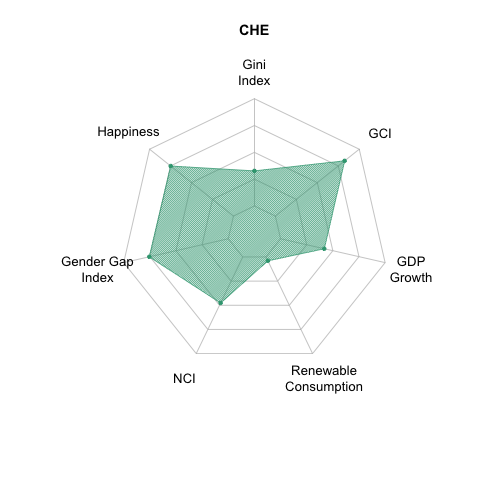 CHE
Gini
Index
Happiness
GCI
Gender Gap
Index
GDP
Growth
NCI
Renewable
Consumption